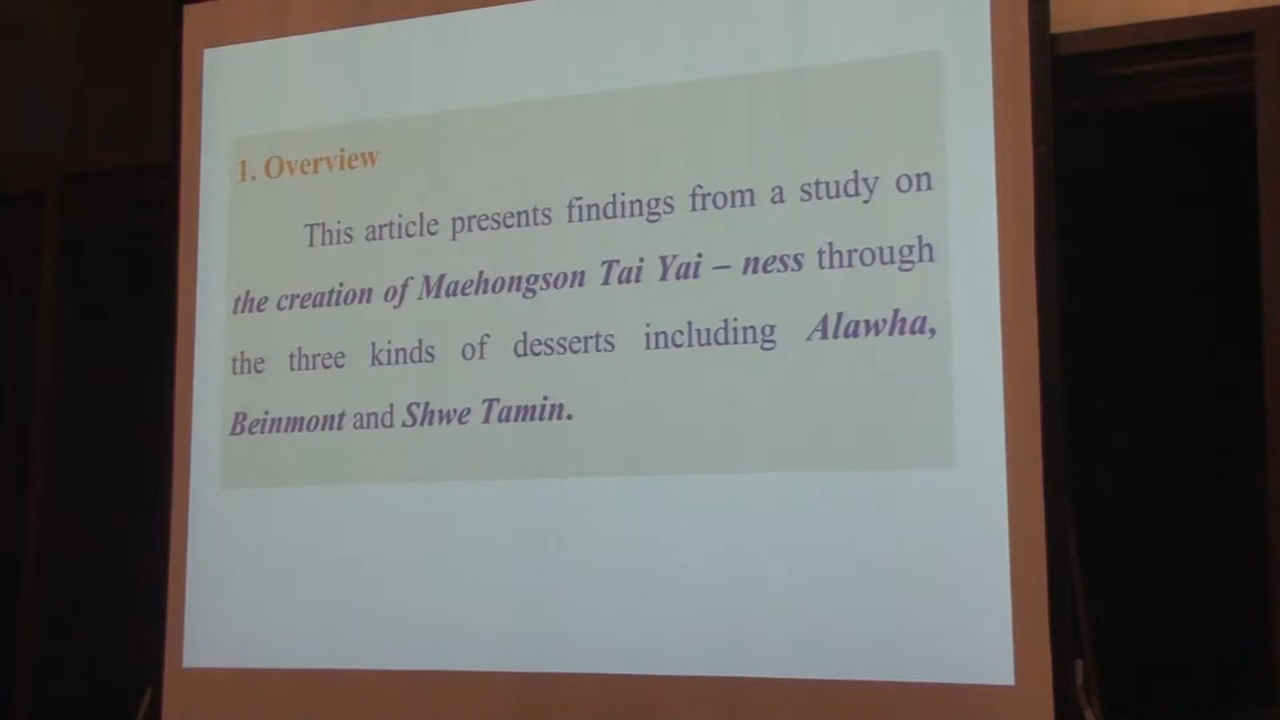 1. Overview
This article presents findings from a study on
the creation of Maehongson Tai Yai – ness through
the three kinds of desserts including Alawha,
Beinmont and Shwe Tamin.